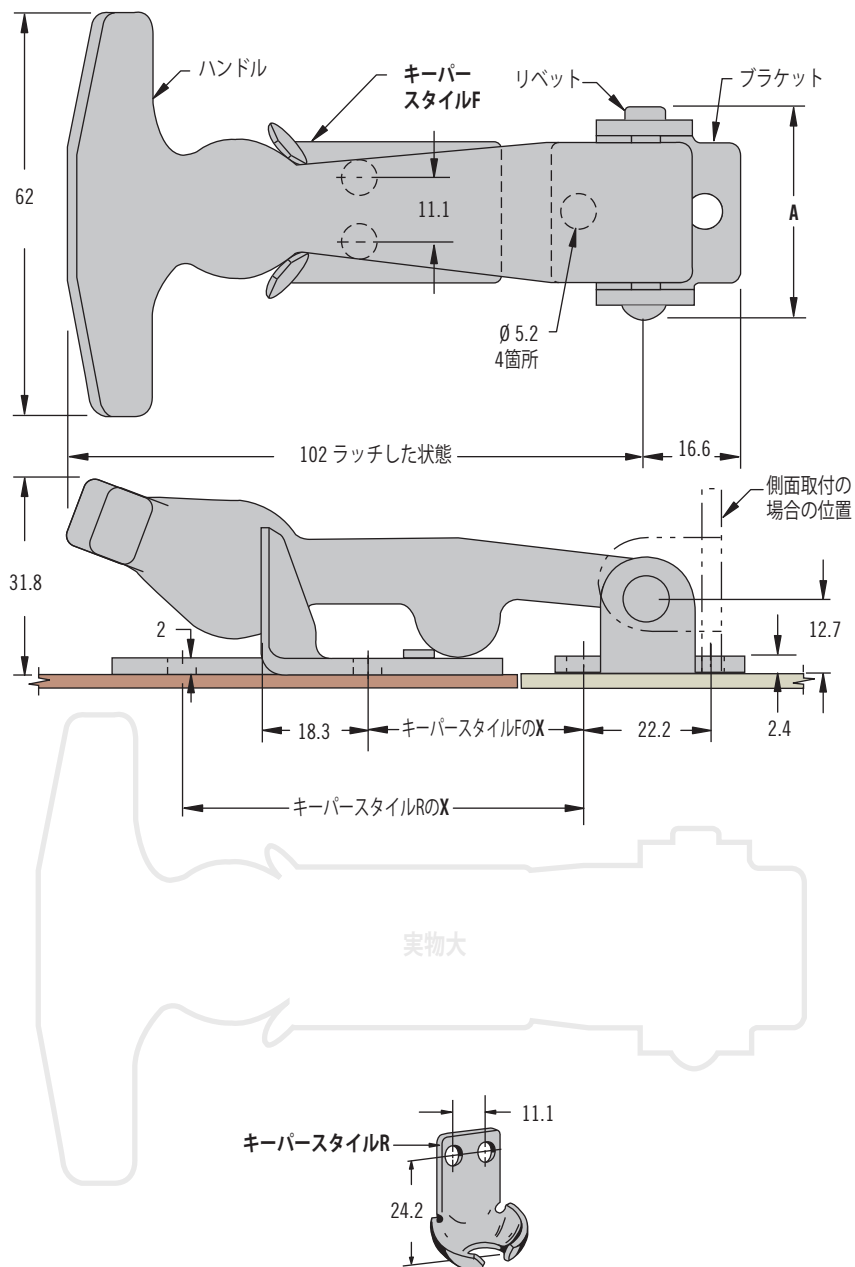 ハンドル
キーパー
スタイルF
リベット
ブラケット
62
11.1
A
Ø 5.2
4箇所
102 ラッチした状態
16.6
側面取付の
場合の位置
31.8
2
12.7
18.3
キーパースタイルFのX
22.2
2.4
キーパースタイルRのX
実物大
11.1
キーパースタイルR
24.2